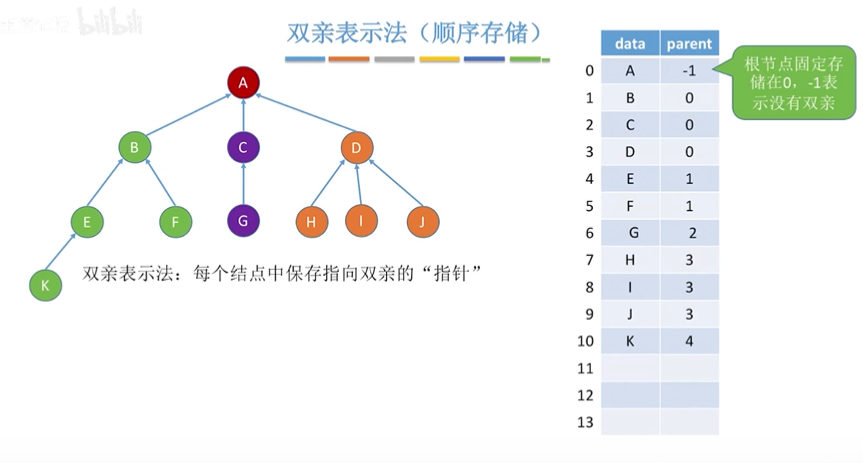 bilibili
双亲表示法（顺序存储）
A
B
C
D
E
F
G
H
I
J
K
双亲表示法：每个结点中保存指向双亲的“指针”
data parent
0 A -1
1 B 0
2 C 0
3 D 0
4 E 1
5 F 1
6 G 2
7 H 3
8 I 3
9 J 3
10 K 4
11
12
13
根节点固定存
储在0，-1表
示没有双亲